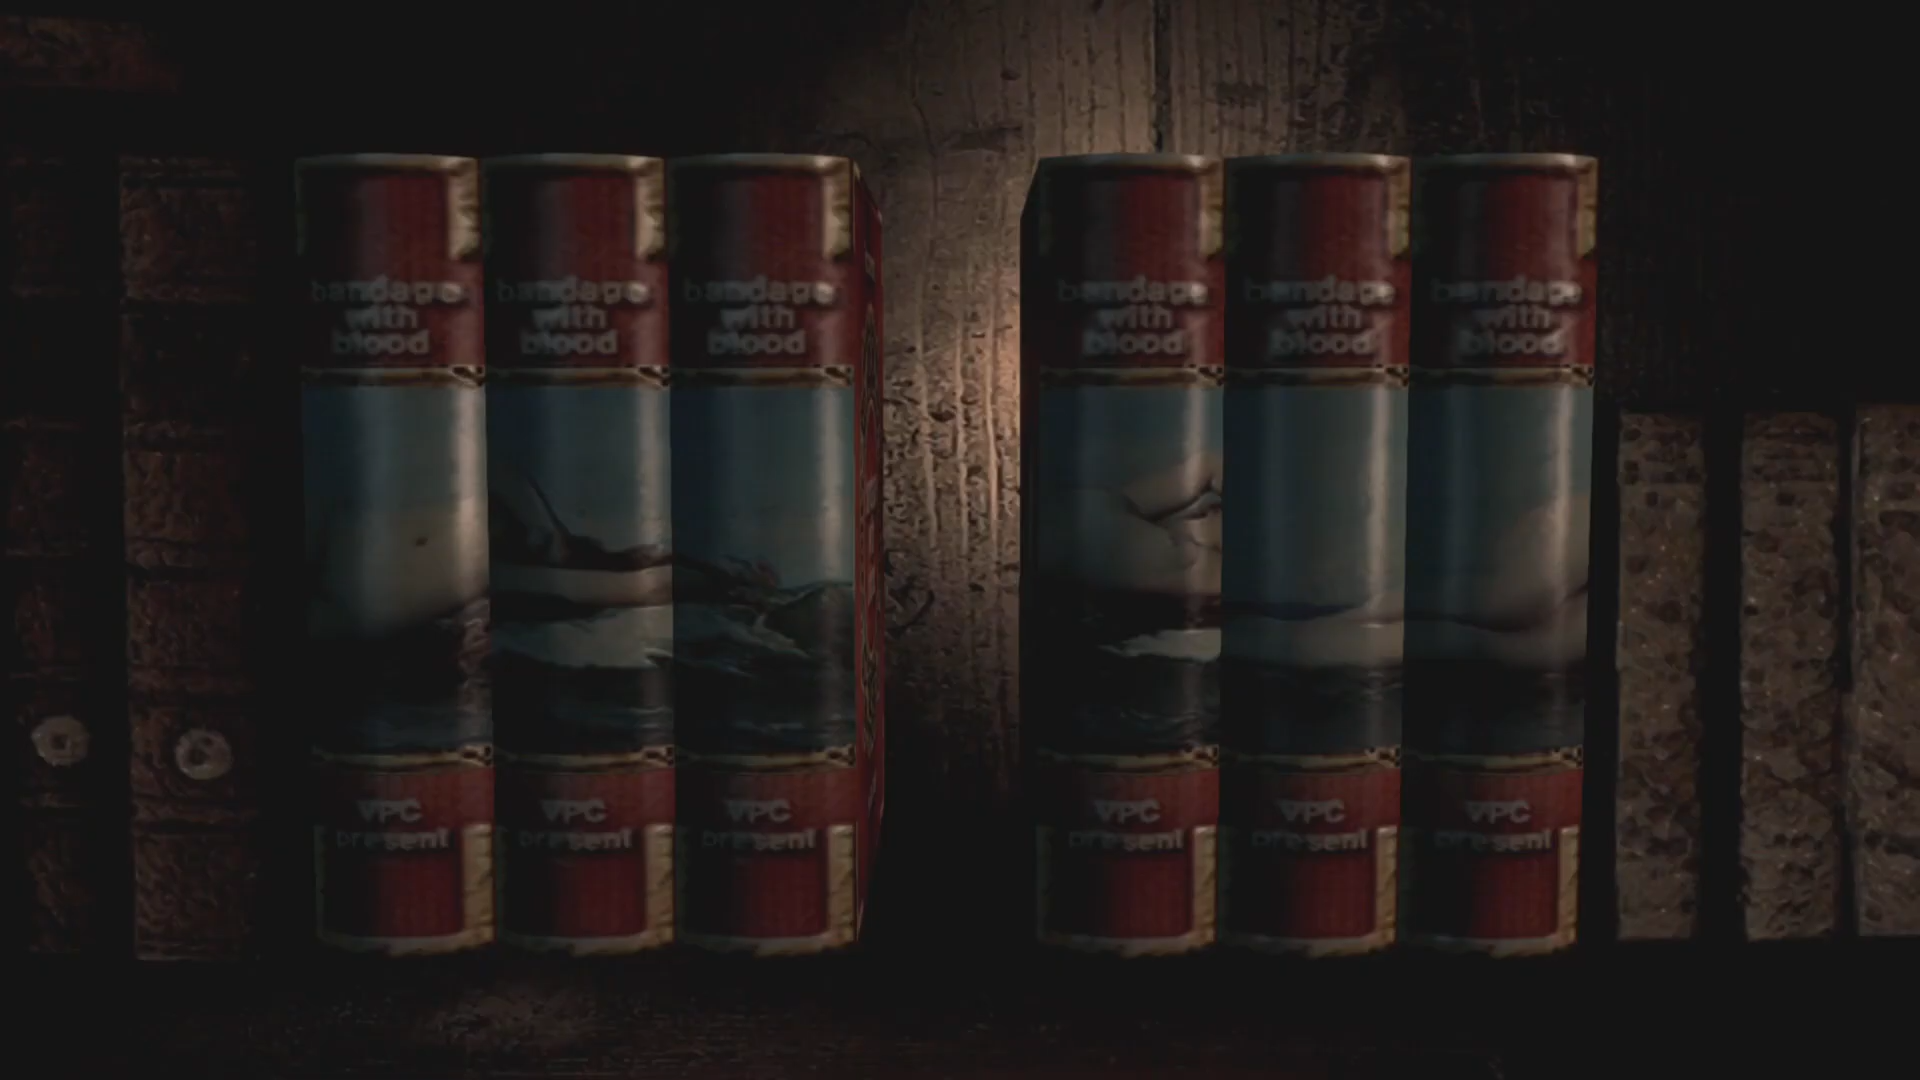 bandage
with
blood
bandage
with
blood
bandage
with
blood
bandage
with
blood
bandage
with
blood
bandage
with
blood
VPC
present
VPC
present
VPC
present
VPC
present
VPC
present
VPC
present